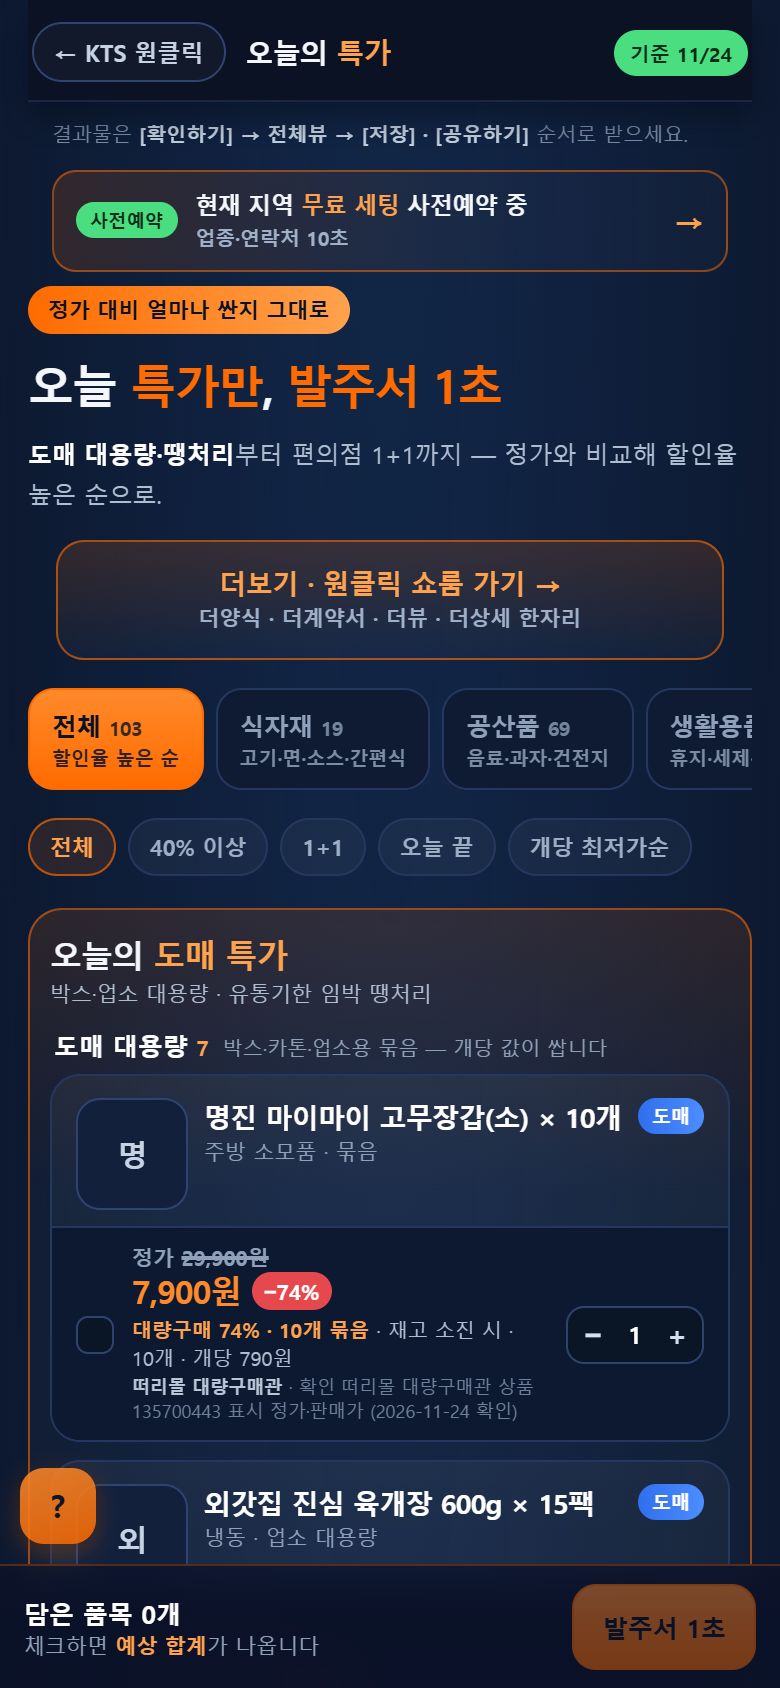 ← KTS 원클릭
오늘의 특가
기준 11/24
결과물은 [확인하기] → 전체뷰 → [저장] · [공유하기] 순서로 받으세요.
사전예약
현재 지역 무료 세팅 사전예약 중
업종·연락처 10초
→
정가 대비 얼마나 싼지 그대로
오늘 특가만, 발주서 1초
도매 대용량·땡처리부터 편의점 1+1까지 — 정가와 비교해 할인율
높은 순으로.
더보기 · 원클릭 쇼룸 가기 →
더양식 · 더계약서 · 더뷰 · 더상세 한자리
전체 103
할인율 높은 순
식자재 19
고기·면·소스·간편식
공산품 69
음료·과자·건전지
생활용품
휴지·세제·
전체
40% 이상
1+1
오늘 끝
개당 최저가순
오늘의 도매 특가
박스·업소 대용량 · 유통기한 임박 땡처리
도매 대용량 7 박스·카톤·업소용 묶음 — 개당 값이 쌉니다
명
명진 마이마이 고무장갑(소) × 10개
도매
주방 소모품 · 묶음
정가 29,900원
7,900원 −74%
대량구매 74% · 10개 묶음 · 재고 소진 시 ·
10개 · 개당 790원
떠리몰 대량구매관 · 확인 떠리몰 대량구매관 상품
135700443 표시 정가·판매가 (2026-11-24 확인)
− 1 +
외
외갓집 진심 육개장 600g × 15팩
도매
냉동 · 업소 대용량
?
담은 품목 0개
체크하면 예상 합계가 나옵니다
발주서 1초